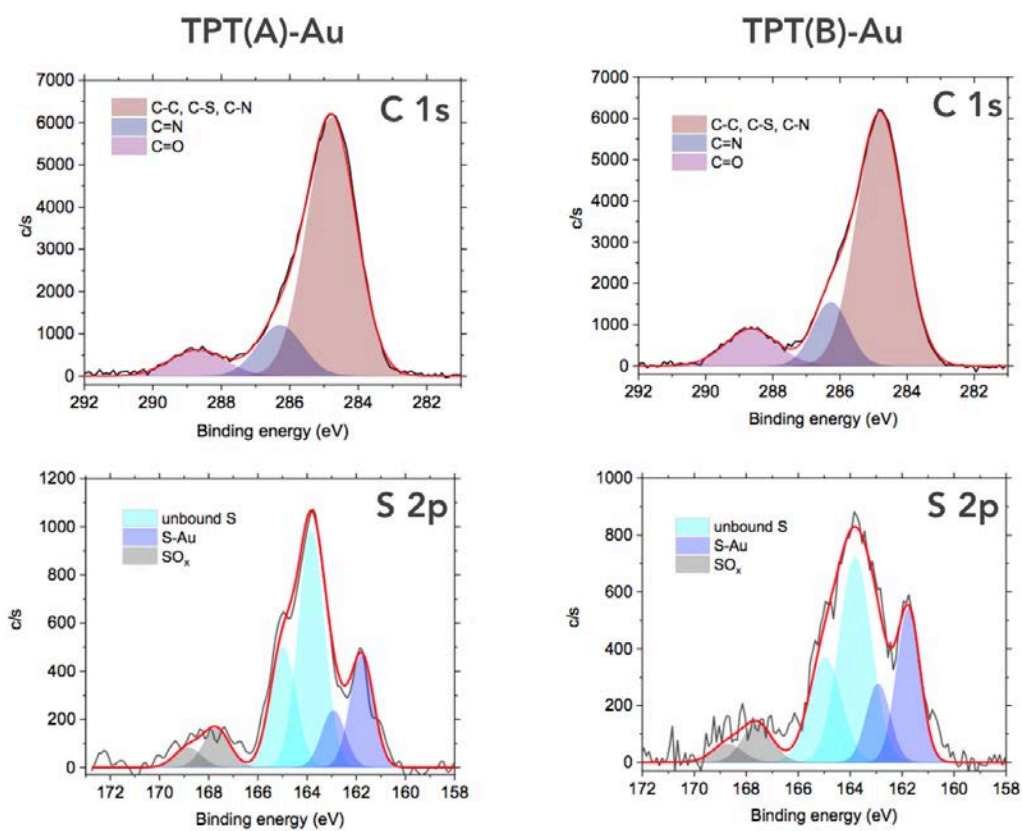 TPT(A)-Au
TPT(B)-Au
C 1s
C-C, C-S, C-N
C=N
C=O
7000
6000
5000
4000
3000
2000
1000
0
c/s
292 290 288 286 284 282
Binding energy (eV)
C 1s
C-C, C-S, C-N
C=N
C=O
7000
6000
5000
4000
3000
2000
1000
0
c/s
292 290 288 286 284 282
Binding energy (eV)
S 2p
unbound S
S-Au
SOx
1200
1000
800
600
400
200
0
c/s
172 170 168 166 164 162 160 158
Binding energy (eV)
S 2p
unbound S
S-Au
SOx
1000
800
600
400
200
0
c/s
172 170 168 166 164 162 160 158
Binding energy (eV)